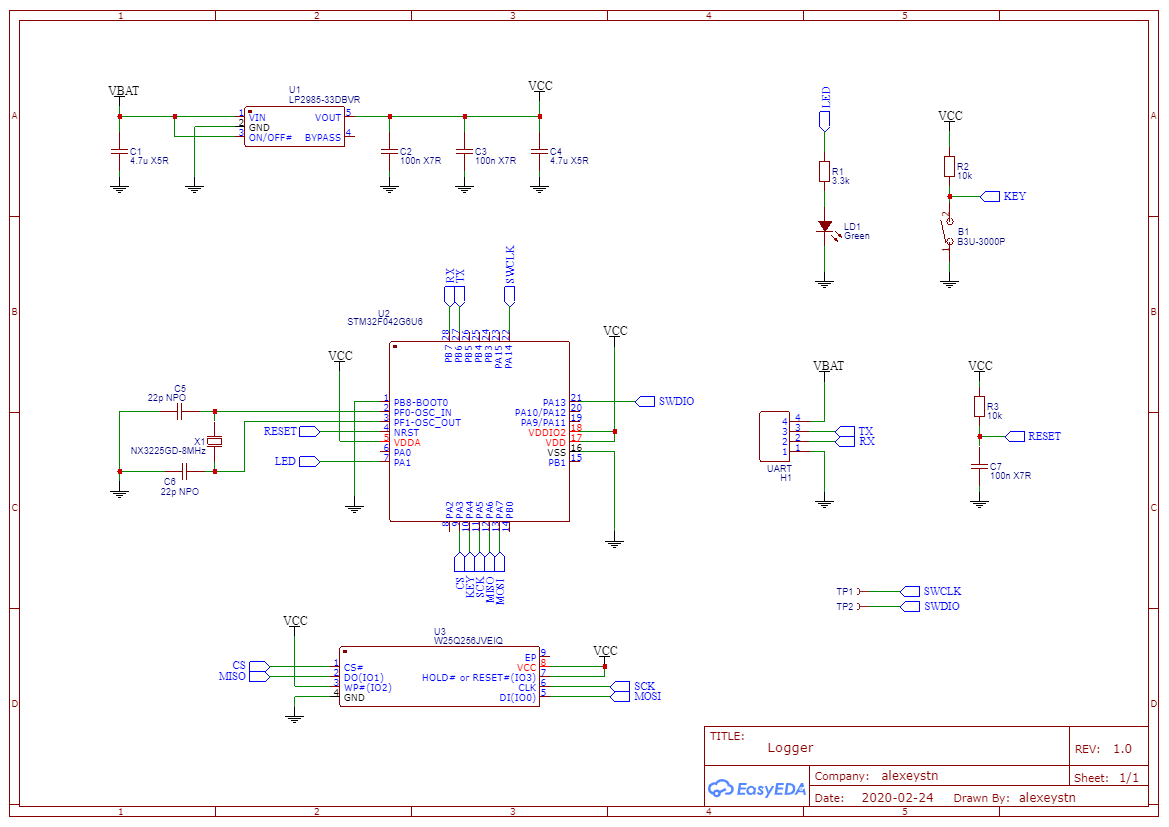 1 2 3 4 5
A A
B B
C C
D D
VBAT
U1
LP2985-33DBVR
VCC
1 VIN
2 GND
3 ON/OFF#
VOUT 5
BYPASS 4
C1
4.7u X5R
C2
100n X7R
C3
100n X7R
C4
4.7u X5R
LED
R1
3.3k
LD1
Green
VCC
R2
10k
KEY
2
1
B1
B3U-3000P
RX
TX
SWCLK
U2
STM32F042G6U6
28 27 26 25 24 23 22
PB7 PB6 PB5 PB4 PB3 PA15 PA14
VCC
VCC
1 PB8-BOOT0
2 PF0-OSC_IN
3 PF1-OSC_OUT
4 NRST
5 VDDA
6 PA0
7 PA1
PA13 21
PA10/PA12 20
PA9/PA11 19
VDDIO2 18
VDD 17
VSS 16
PB1 15
PA2 PA3 PA4 PA5 PA6 PA7 PB0
8 9 10 11 12 13 14
SWDIO
RESET
LED
C5
22p NPO
X1
NX3225GD-8MHz
C6
22p NPO
CS
KEY
SCK
MISO
MOSI
VBAT
4 4
3 3
2 2
1 1
TX
RX
UART
H1
VCC
R3
10k
RESET
C7
100n X7R
TP1
SWCLK
TP2
SWDIO
VCC
U3
W25Q256JVEIQ
VCC
CS
MISO
1 CS#
2 DO(IO1)
3 WP#(IO2)
4 GND
EP 9
VCC 8
HOLD# or RESET#(IO3) 7
CLK 6
DI(IO0) 5
SCK
MOSI
TITLE:
Logger
REV: 1.0
EasyEDA
Company: alexeystn
Sheet: 1/1
Date: 2020-02-24
Drawn By: alexeystn
1 2 3 4 5